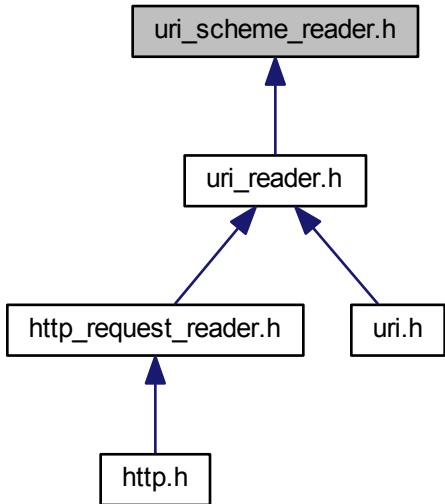 uri_scheme_reader.h
uri_reader.h
http_request_reader.h
uri.h
http.h